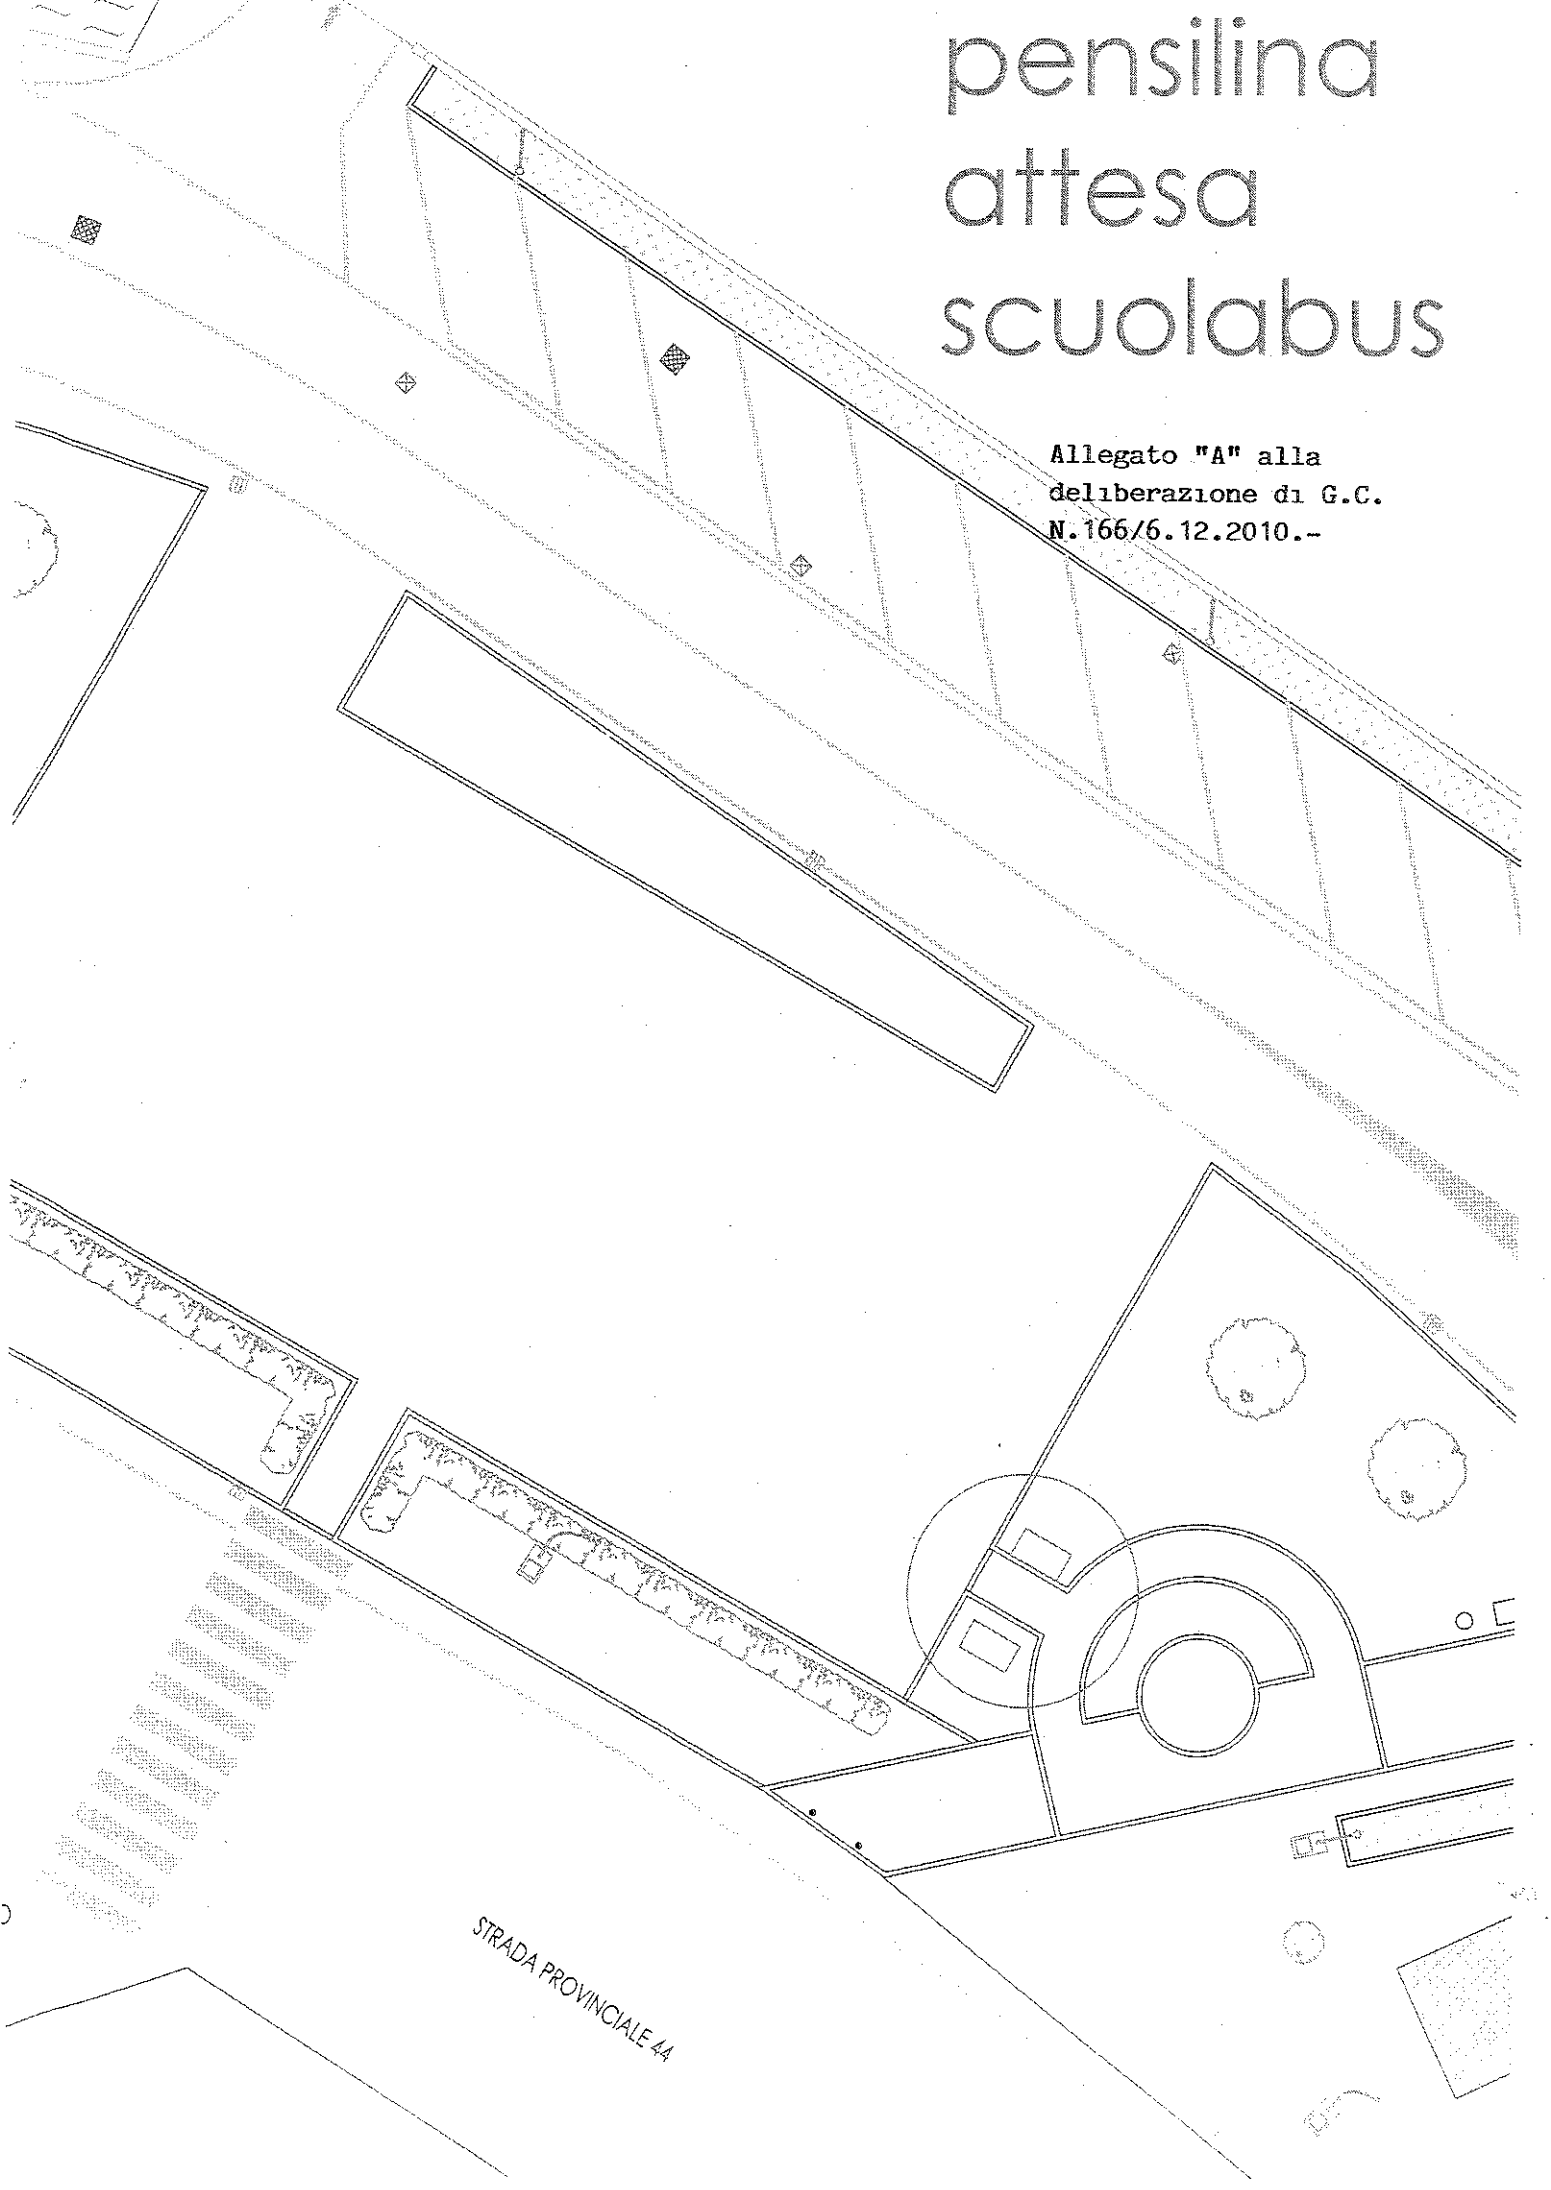 pensilina
attesa
scuolabus
Allegato "A" alla
deliberazione di G.C.
N.166/6.12.2010.-
STRADA PROVINCIALE 44